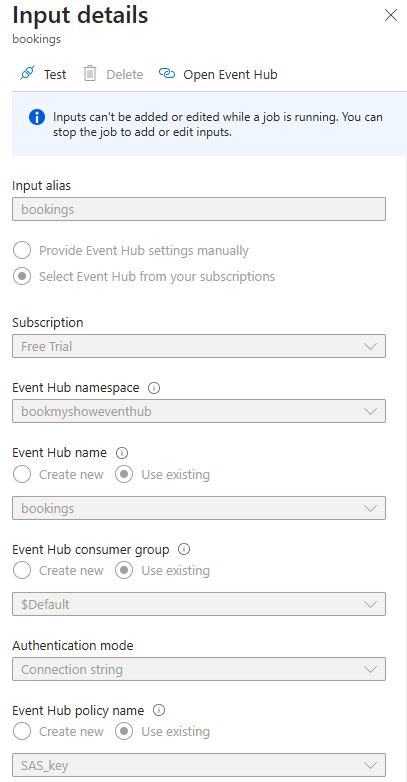 Input details
bookings
Test Delete Open Event Hub
Inputs can't be added or edited while a job is running. You can
stop the job to add or edit inputs.
Input alias
bookings
Provide Event Hub settings manually
Select Event Hub from your subscriptions
Subscription
Free Trial
Event Hub namespace
bookmyshoweventhub
Event Hub name
Create new Use existing
bookings
Event Hub consumer group
Create new Use existing
$Default
Authentication mode
Connection string
Event Hub policy name
Create new Use existing
SAS_key